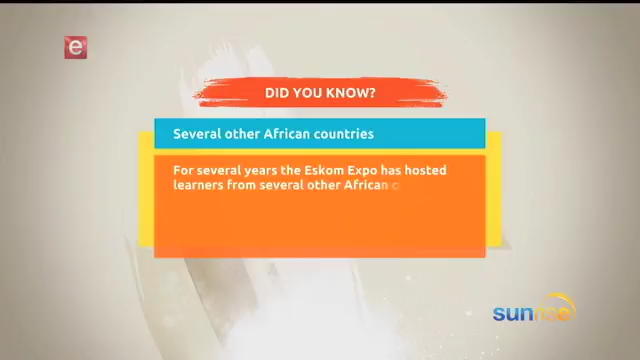 e
DID YOU KNOW?
Several other African countries
For several years the Eskom Expo has hosted
learners from several other African c
sunrise